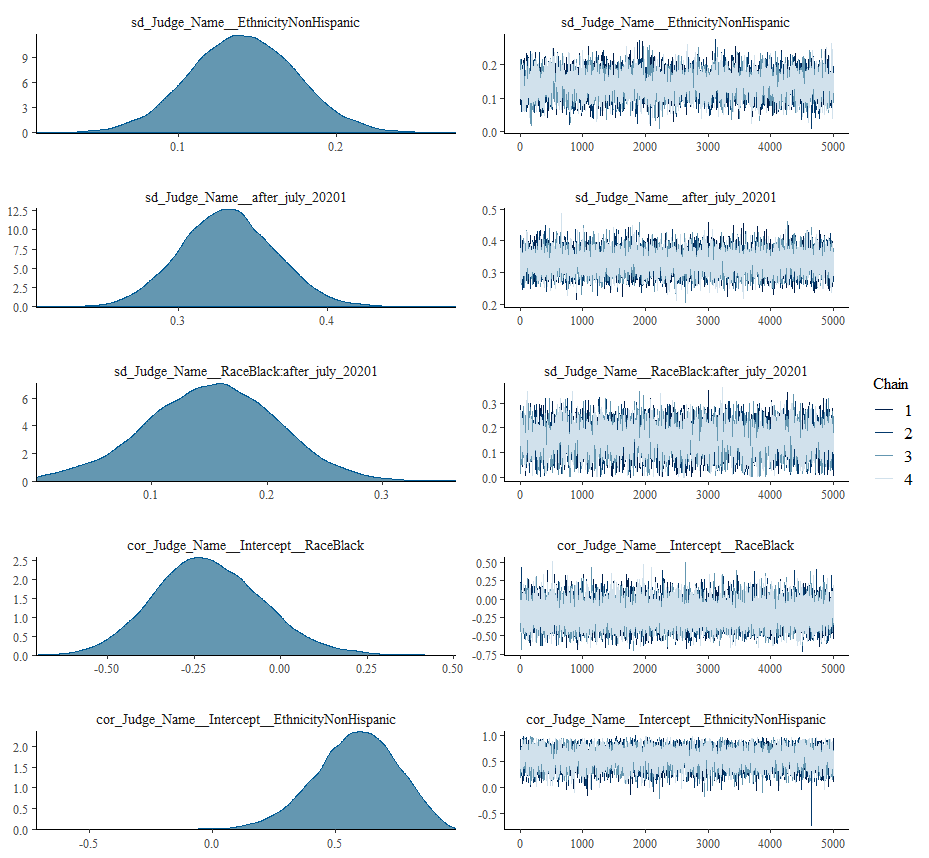 sd_Judge_Name__EthnicityNonHispanic
sd_Judge_Name__EthnicityNonHispanic
9
6
3
0
0.1 0.2
0.2
0.1
0.0
0 1000 2000 3000 4000 5000
sd_Judge_Name__after_july_20201
sd_Judge_Name__after_july_20201
12.5
10.0
7.5
5.0
2.5
0.0
0.3 0.4
0.5
0.4
0.3
0.2
0 1000 2000 3000 4000 5000
sd_Judge_Name__RaceBlack:after_july_20201
sd_Judge_Name__RaceBlack:after_july_20201
6
4
2
0
0.1 0.2 0.3
0.3
0.2
0.1
0.0
0 1000 2000 3000 4000 5000
Chain
1
2
3
4
cor_Judge_Name__Intercept__RaceBlack
cor_Judge_Name__Intercept__RaceBlack
2.5
2.0
1.5
1.0
0.5
0.0
-0.50 -0.25 0.00 0.25 0.50
0.50
0.25
0.00
-0.25
-0.50
-0.75
0 1000 2000 3000 4000 5000
cor_Judge_Name__Intercept__EthnicityNonHispanic
cor_Judge_Name__Intercept__EthnicityNonHispanic
2.0
1.5
1.0
0.5
0.0
-0.5 0.0 0.5
1.0
0.5
0.0
-0.5
0 1000 2000 3000 4000 5000